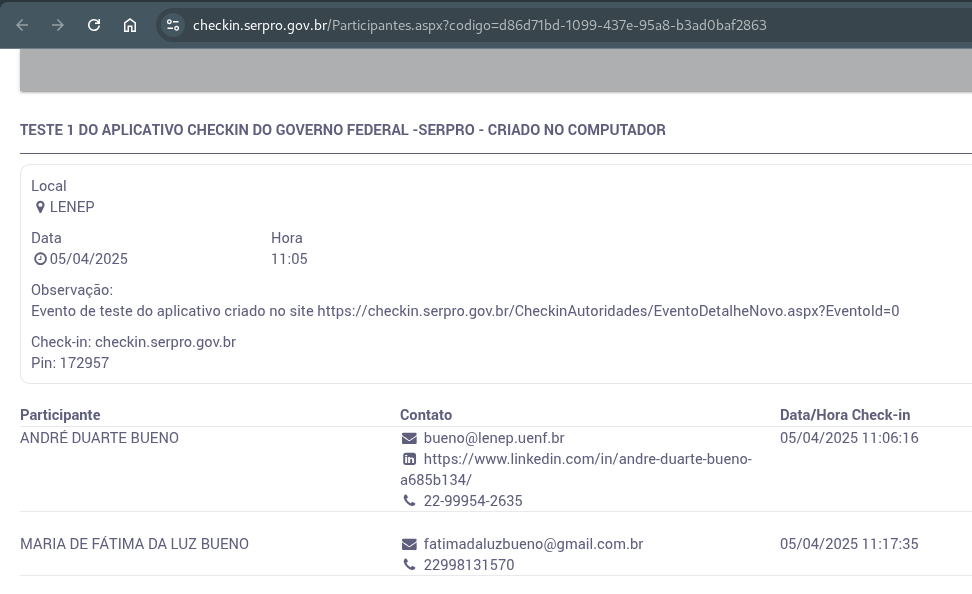 checkin.serpro.gov.br/Participantes.aspx?codigo=d86d71bd-1099-437e-95a8-b3ad0baf2863
TESTE 1 DO APLICATIVO CHECKIN DO GOVERNO FEDERAL -SERPRO - CRIADO NO COMPUTADOR
Local
LENEP
Data Hora
05/04/2025 11:05
Observação:
Evento de teste do aplicativo criado no site https://checkin.serpro.gov.br/CheckinAutoridades/EventoDetalheNovo.aspx?EventoId=0
Check-in: checkin.serpro.gov.br
Pin: 172957
Participante Contato Data/Hora Check-in
ANDRÉ DUARTE BUENO bueno@lenep.uenf.br 05/04/2025 11:06:16
https://www.linkedin.com/in/andre-duarte-bueno-
a685b134/
22-99954-2635
MARIA DE FÁTIMA DA LUZ BUENO fatimadaluzbueno@gmail.com.br 05/04/2025 11:17:35
22998131570